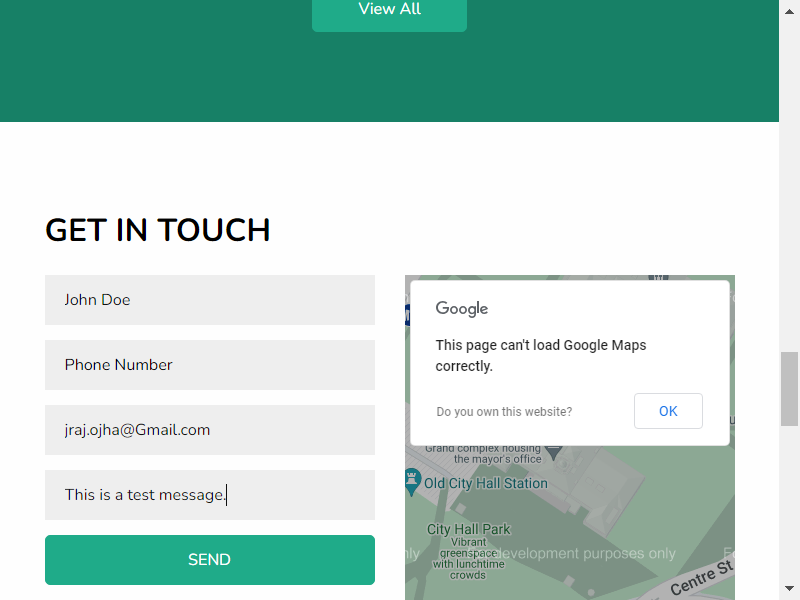 View All
GET IN TOUCH
John Doe
Phone Number
jraj.ojha@Gmail.com
This is a test message.
SEND
Google
This page can't load Google Maps
correctly.
Do you own this website?
OK
Grand complex housing
the mayor's office
Old City Hall Station
City Hall Park
Vibrant
greenspace
with lunchtime
crowds
development purposes only
Centre St